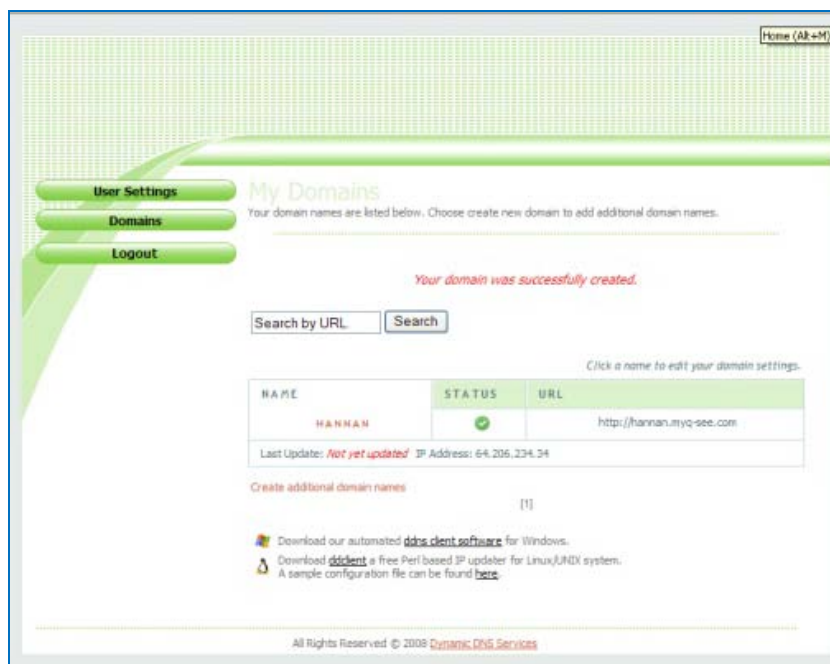 Home (Alt+M)
User Settings
Domains
Logout
My Domains
Your domain names are listed below. Choose create new domain to add additional domain names.
Your domain was successfully created.
Search by URL Search
Click a name to edit your domain settings.
NAME STATUS URL
HANNAN http://hannan.myq-see.com
Last Update: Not yet updated IP Address: 64.206.234.34
Create additional domain names
[1]
Download our automated ddns client software for Windows.
Download ddclient a free Perl based IP updater for Linux/UNIX system.
A sample configuration file can be found here.
All Rights Reserved © 2008 Dynamic DNS Services